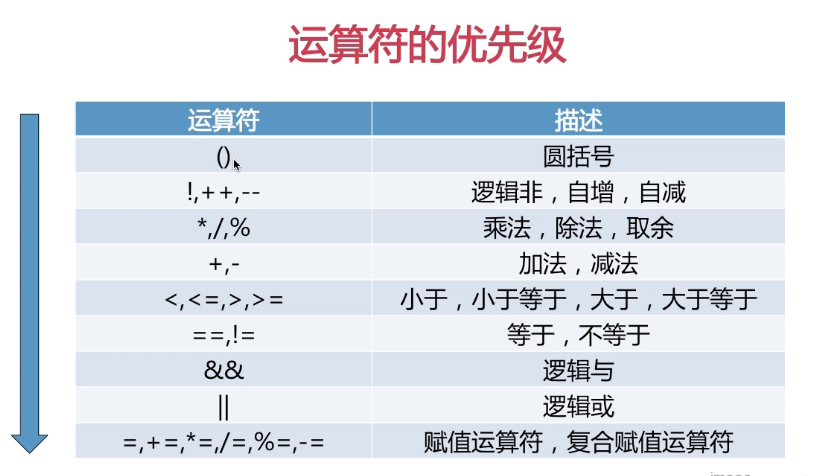 运算符的优先级
运算符 描述
() 圆括号
!,++,-- 逻辑非，自增，自减
*,/,% 乘法，除法，取余
+,- 加法，减法
<,<=,>,>= 小于，小于等于，大于，大于等于
==,!= 等于，不等于
&& 逻辑与
|| 逻辑或
=,+=,*=,/=,%=,-= 赋值运算符，复合赋值运算符